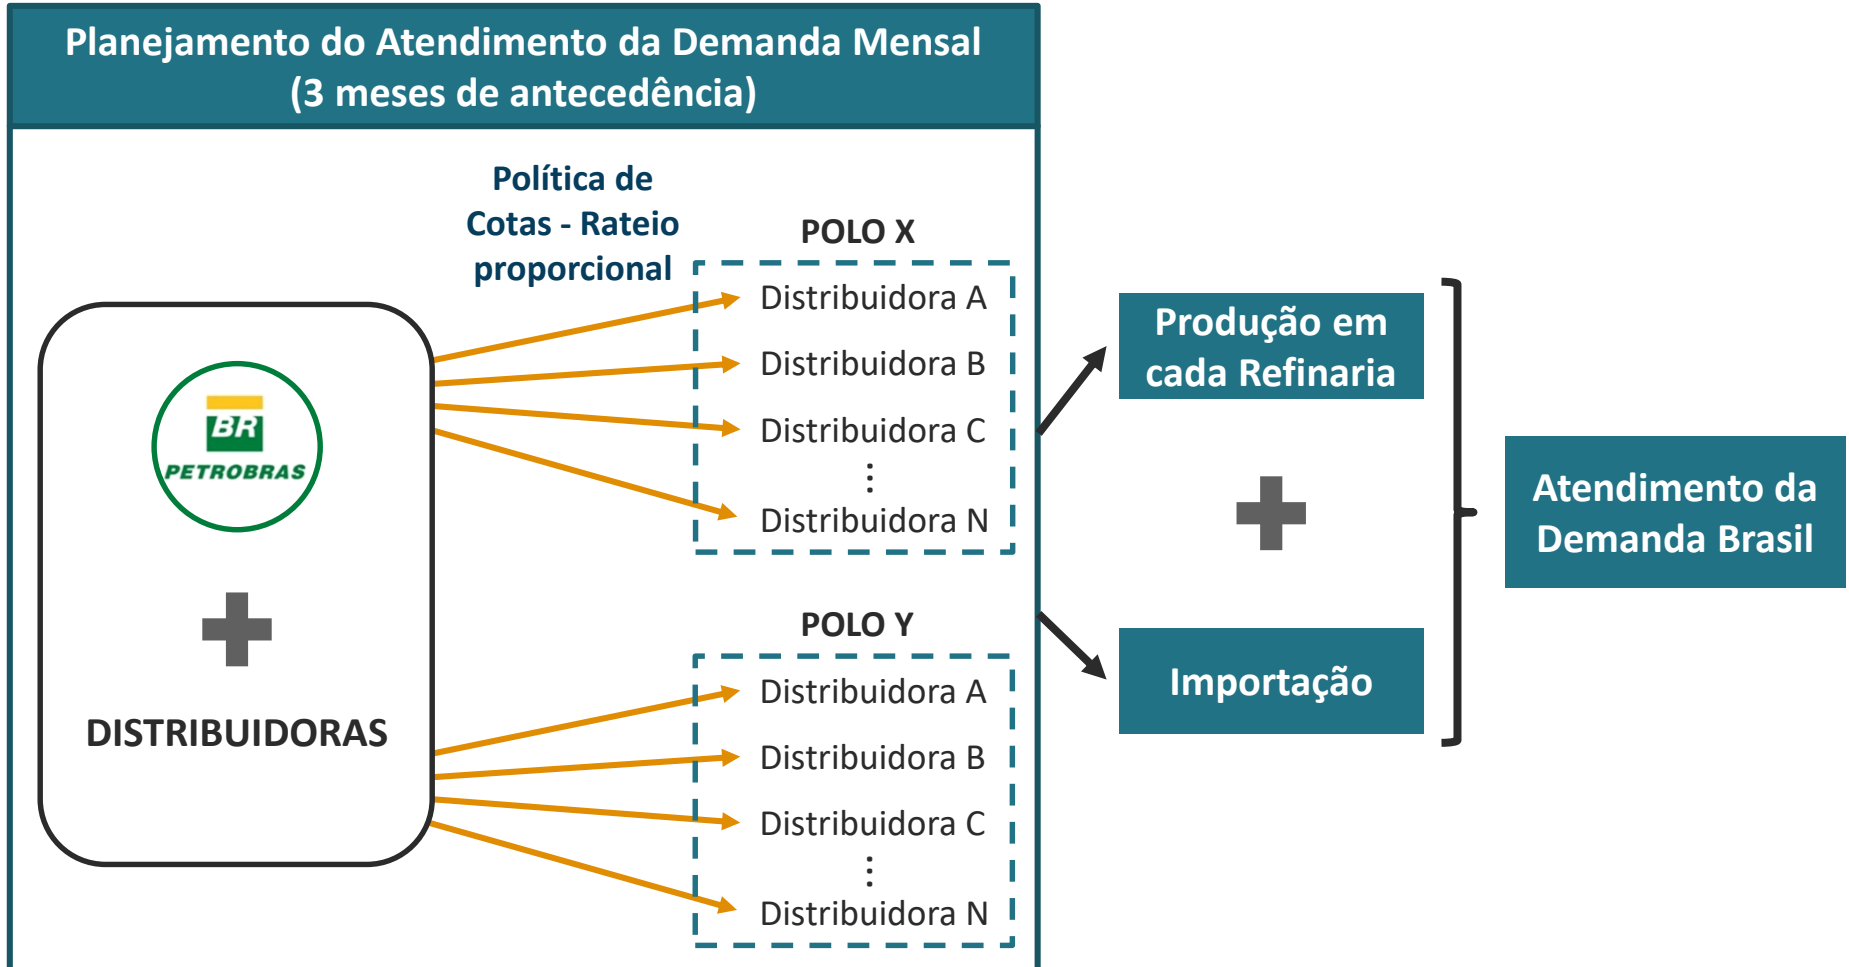 Planejamento do Atendimento da Demanda Mensal
(3 meses de antecedência)
Política de
Cotas - Rateio
proporcional
POLO X
Distribuidora A
Distribuidora B
Distribuidora C
⋮
Distribuidora N
BR
PETROBRAS
DISTRIBUIDORAS
POLO Y
Distribuidora A
Distribuidora B
Distribuidora C
⋮
Distribuidora N
Produção em
cada Refinaria
Importação
Atendimento da
Demanda Brasil